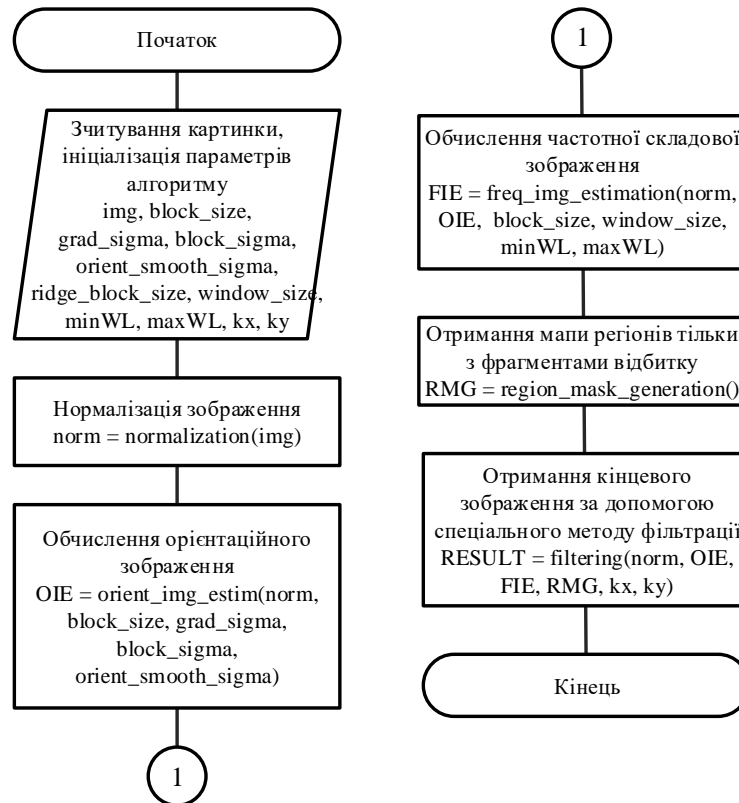 Початок
Зчитування картинки,
ініціалізація параметрів
алгоритму
img, block_size,
grad_sigma, block_sigma,
orient_smooth_sigma,
ridge_block_size, window_size,
minWL, maxWL, kx, ky
Нормалізація зображення
norm = normalization(img)
Обчислення орієнтаційного
зображення
OIE = orient_img_estim(norm,
block_size, grad_sigma,
block_sigma,
orient_smooth_sigma)
1
1
Обчислення частотної складової
зображення
FIE = freq_img_estimation(norm,
OIE, block_size, window_size,
minWL, maxWL)
Отримання мапи регіонів тільки
з фрагментами відбитку
RMG = region_mask_generation()
Отримання кінцевого
зображення за допомогою
спеціального методу фільтрації
RESULT = filtering(norm, OIE,
FIE, RMG, kx, ky)
Кінець